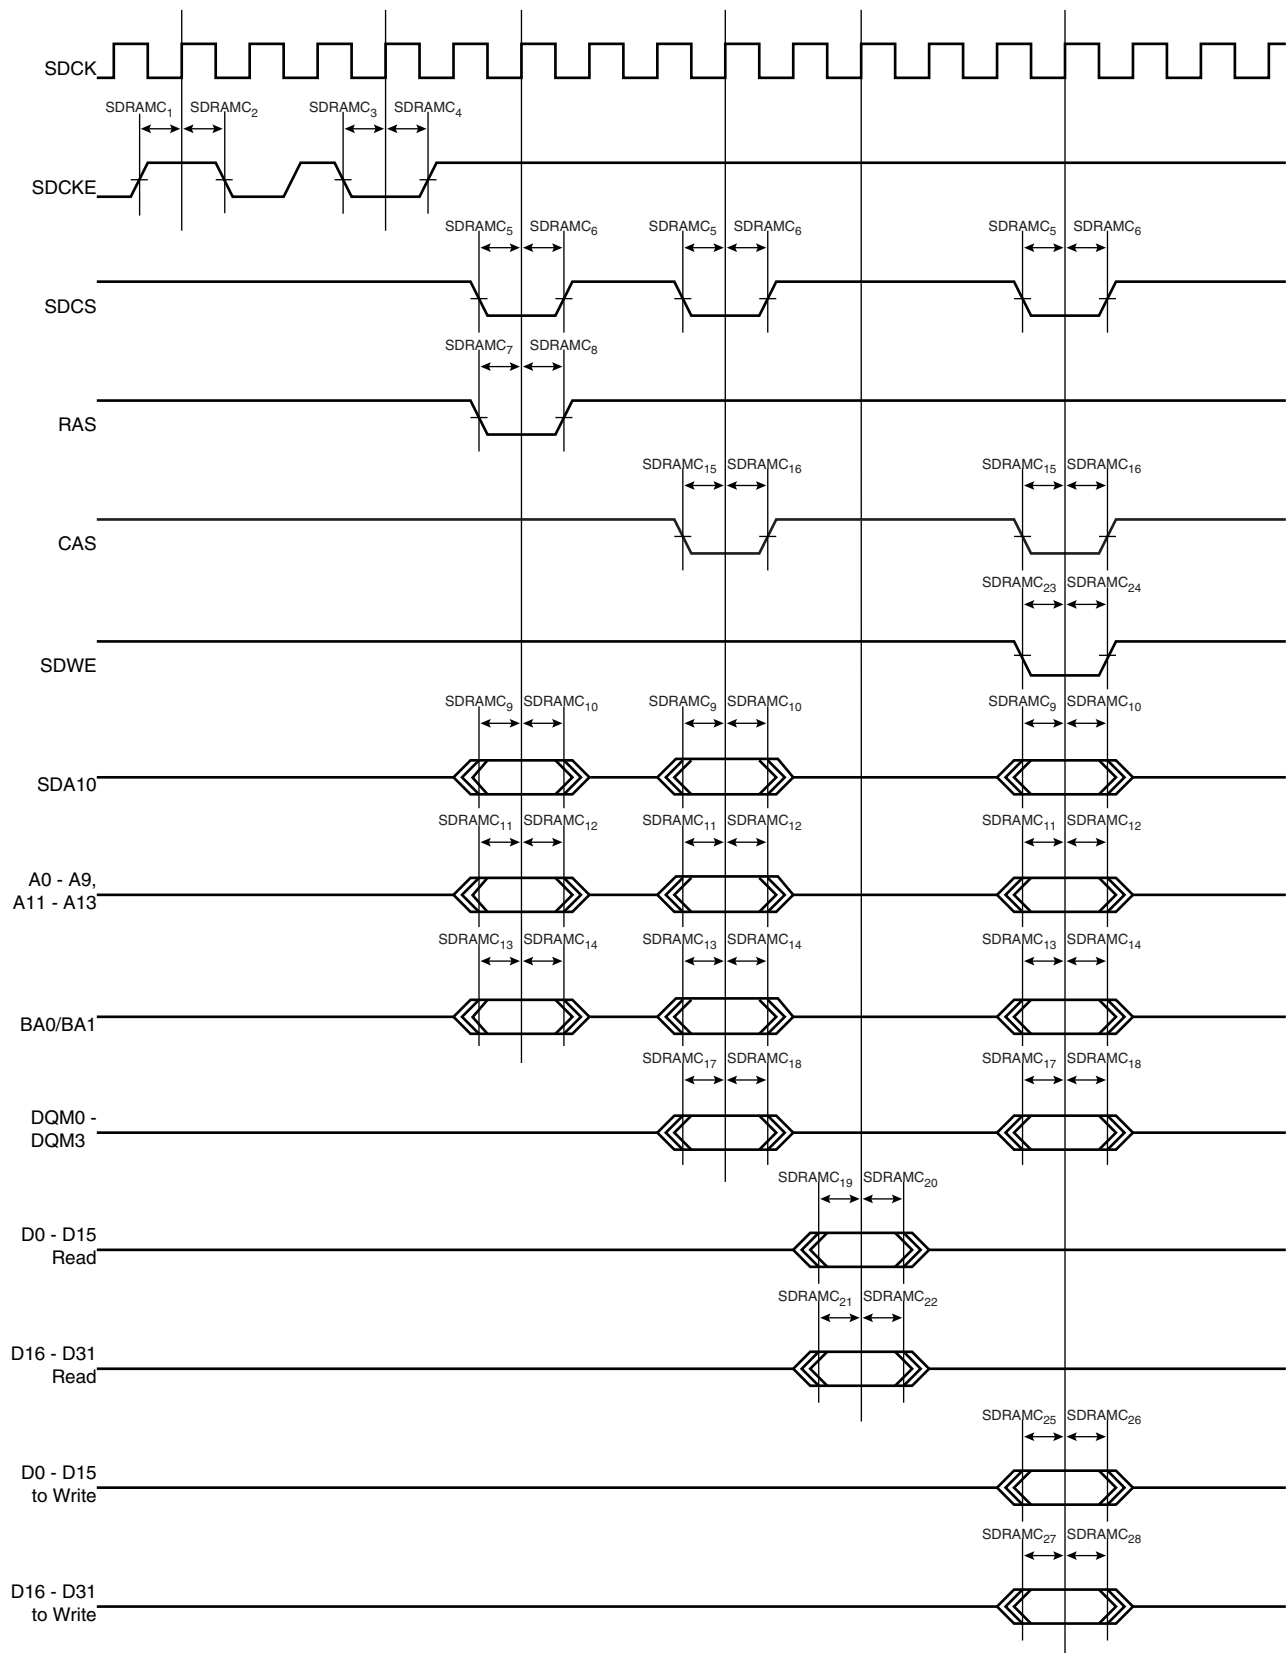 SDCK
SDRAMC1 SDRAMC2 SDRAMC3 SDRAMC4
SDCKE
SDRAMC5 SDRAMC6 SDRAMC5 SDRAMC6 SDRAMC5 SDRAMC6
SDCS
SDRAMC7 SDRAMC8
RAS
SDRAMC15 SDRAMC16 SDRAMC15 SDRAMC16
CAS
SDRAMC23 SDRAMC24
SDWE
SDRAMC9 SDRAMC10 SDRAMC9 SDRAMC10 SDRAMC9 SDRAMC10
SDA10
SDRAMC11 SDRAMC12 SDRAMC11 SDRAMC12 SDRAMC11 SDRAMC12
A0 - A9,
A11 - A13
SDRAMC13 SDRAMC14 SDRAMC13 SDRAMC14 SDRAMC13 SDRAMC14
BA0/BA1
SDRAMC17 SDRAMC18 SDRAMC17 SDRAMC18
DQM0 -
DQM3
SDRAMC19 SDRAMC20
D0 - D15
Read
SDRAMC21 SDRAMC22
D16 - D31
Read
SDRAMC25 SDRAMC26
D0 - D15
to Write
SDRAMC27 SDRAMC28
D16 - D31
to Write